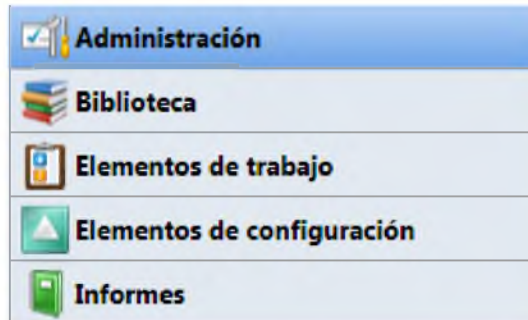 Administración
Biblioteca
Elementos de trabajo
Elementos de configuración
Informes